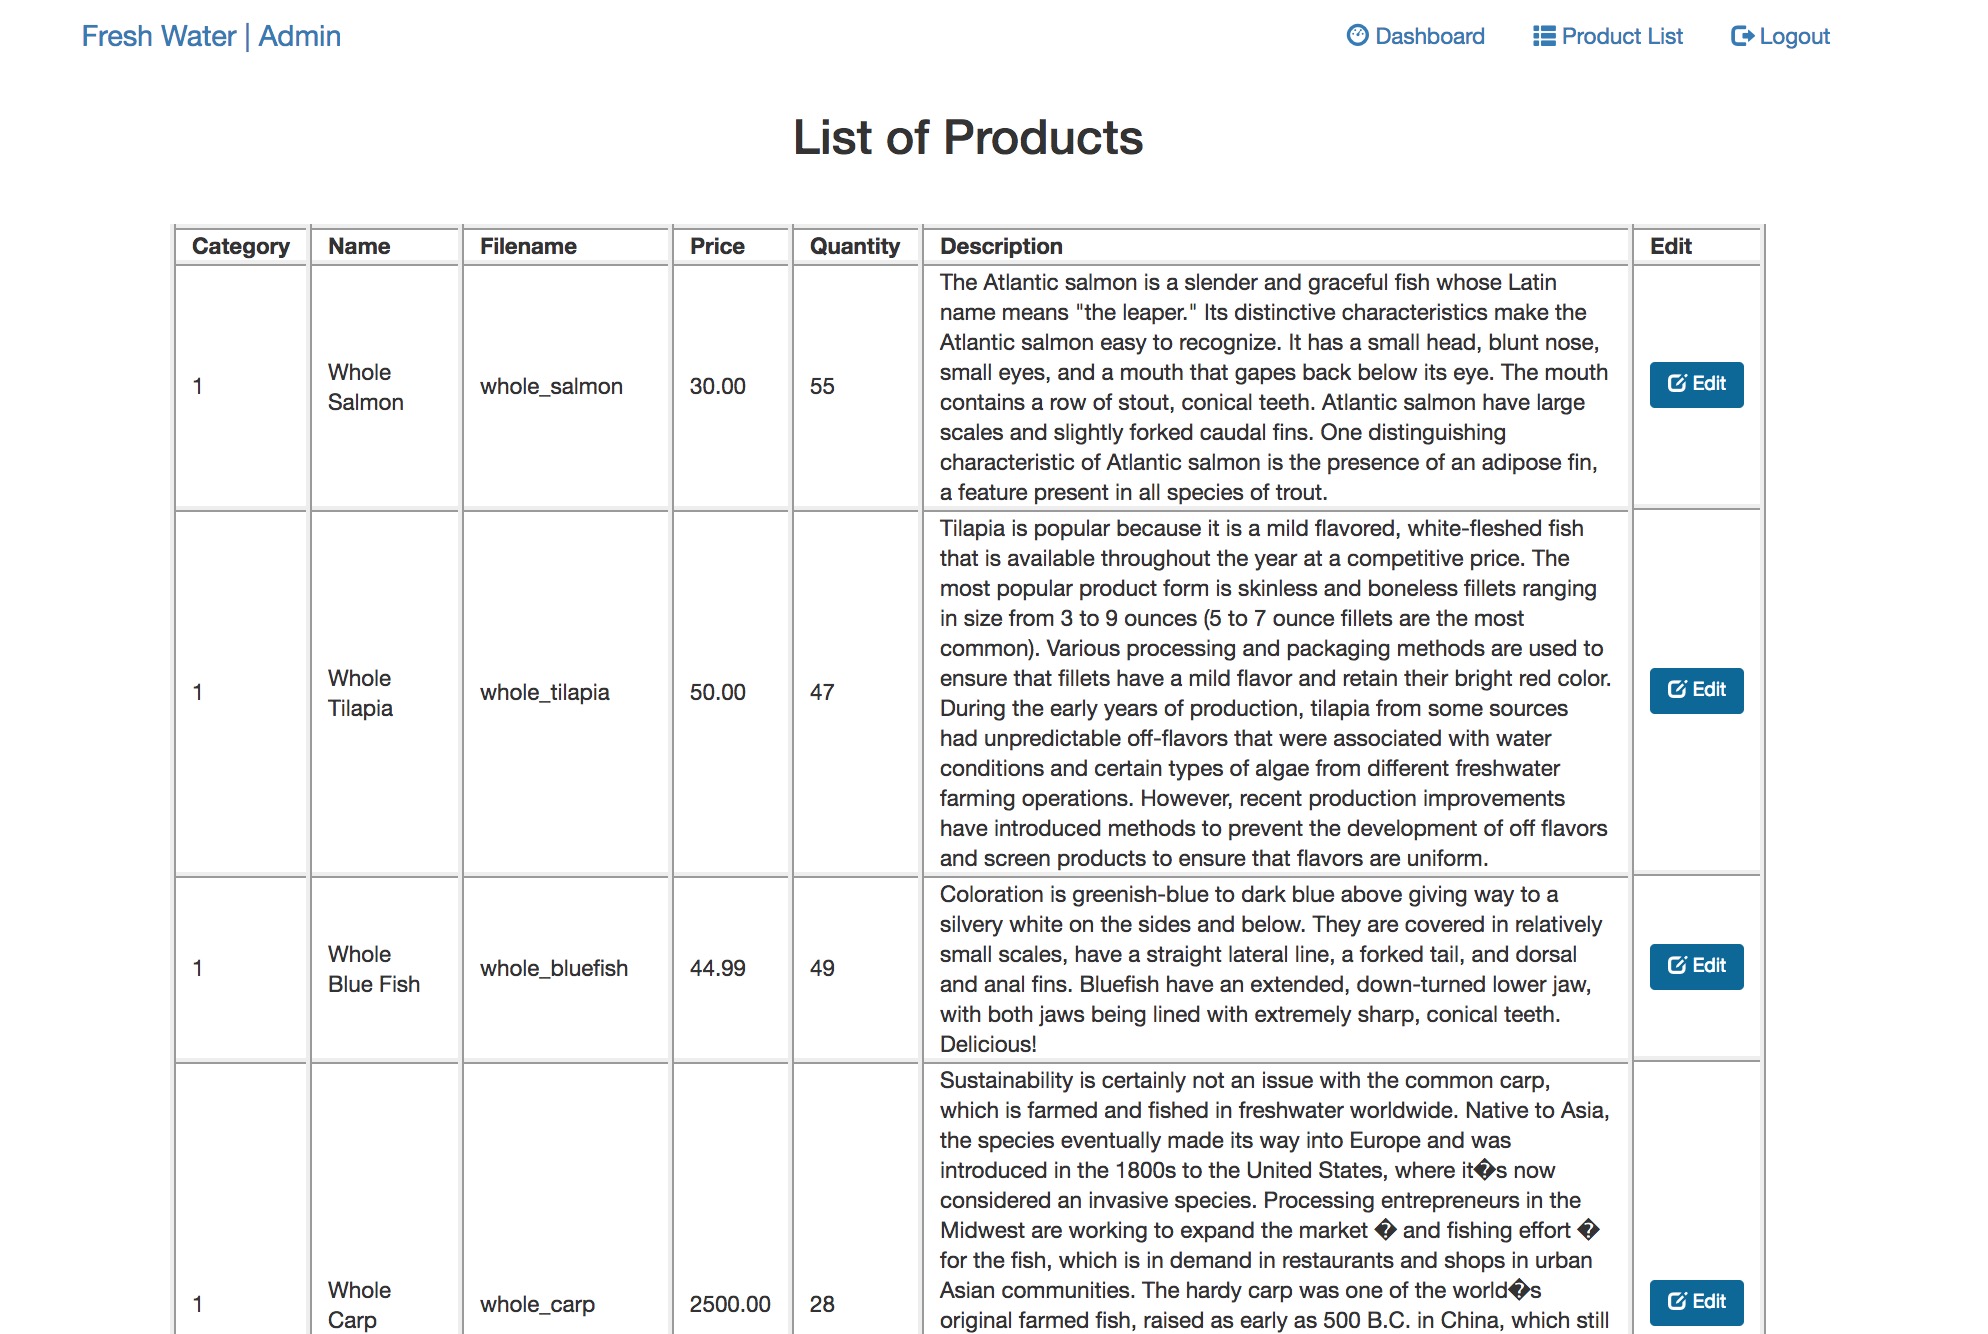 Fresh Water | Admin
Dashboard
Product List
Logout
List of Products
Category Name Filename Price Quantity Description Edit
The Atlantic salmon is a slender and graceful fish whose Latin
name means "the leaper." Its distinctive characteristics make the
Atlantic salmon easy to recognize. It has a small head, blunt nose,
small eyes, and a mouth that gapes back below its eye. The mouth
contains a row of stout, conical teeth. Atlantic salmon have large
scales and slightly forked caudal fins. One distinguishing
characteristic of Atlantic salmon is the presence of an adipose fin,
a feature present in all species of trout.
1
Whole
Salmon
whole_salmon
30.00
55
Edit
Tilapia is popular because it is a mild flavored, white-fleshed fish
that is available throughout the year at a competitive price. The
most popular product form is skinless and boneless fillets ranging
in size from 3 to 9 ounces (5 to 7 ounce fillets are the most
common). Various processing and packaging methods are used to
ensure that fillets have a mild flavor and retain their bright red color.
During the early years of production, tilapia from some sources
had unpredictable off-flavors that were associated with water
conditions and certain types of algae from different freshwater
farming operations. However, recent production improvements
have introduced methods to prevent the development of off flavors
and screen products to ensure that flavors are uniform.
1
Whole
Tilapia
whole_tilapia
50.00
47
Edit
Coloration is greenish-blue to dark blue above giving way to a
silvery white on the sides and below. They are covered in relatively
small scales, have a straight lateral line, a forked tail, and dorsal
and anal fins. Bluefish have an extended, down-turned lower jaw,
with both jaws being lined with extremely sharp, conical teeth.
Delicious!
1
Whole
Blue Fish
whole_bluefish
44.99
49
Edit
Sustainability is certainly not an issue with the common carp,
which is farmed and fished in freshwater worldwide. Native to Asia,
the species eventually made its way into Europe and was
introduced in the 1800s to the United States, where it�s now
considered an invasive species. Processing entrepreneurs in the
Midwest are working to expand the market � and fishing effort �
for the fish, which is in demand in restaurants and shops in urban
Asian communities. The hardy carp was one of the world�s
original farmed fish, raised as early as 500 B.C. in China, which still
1
Whole
Carp
whole_carp
2500.00
28
Edit